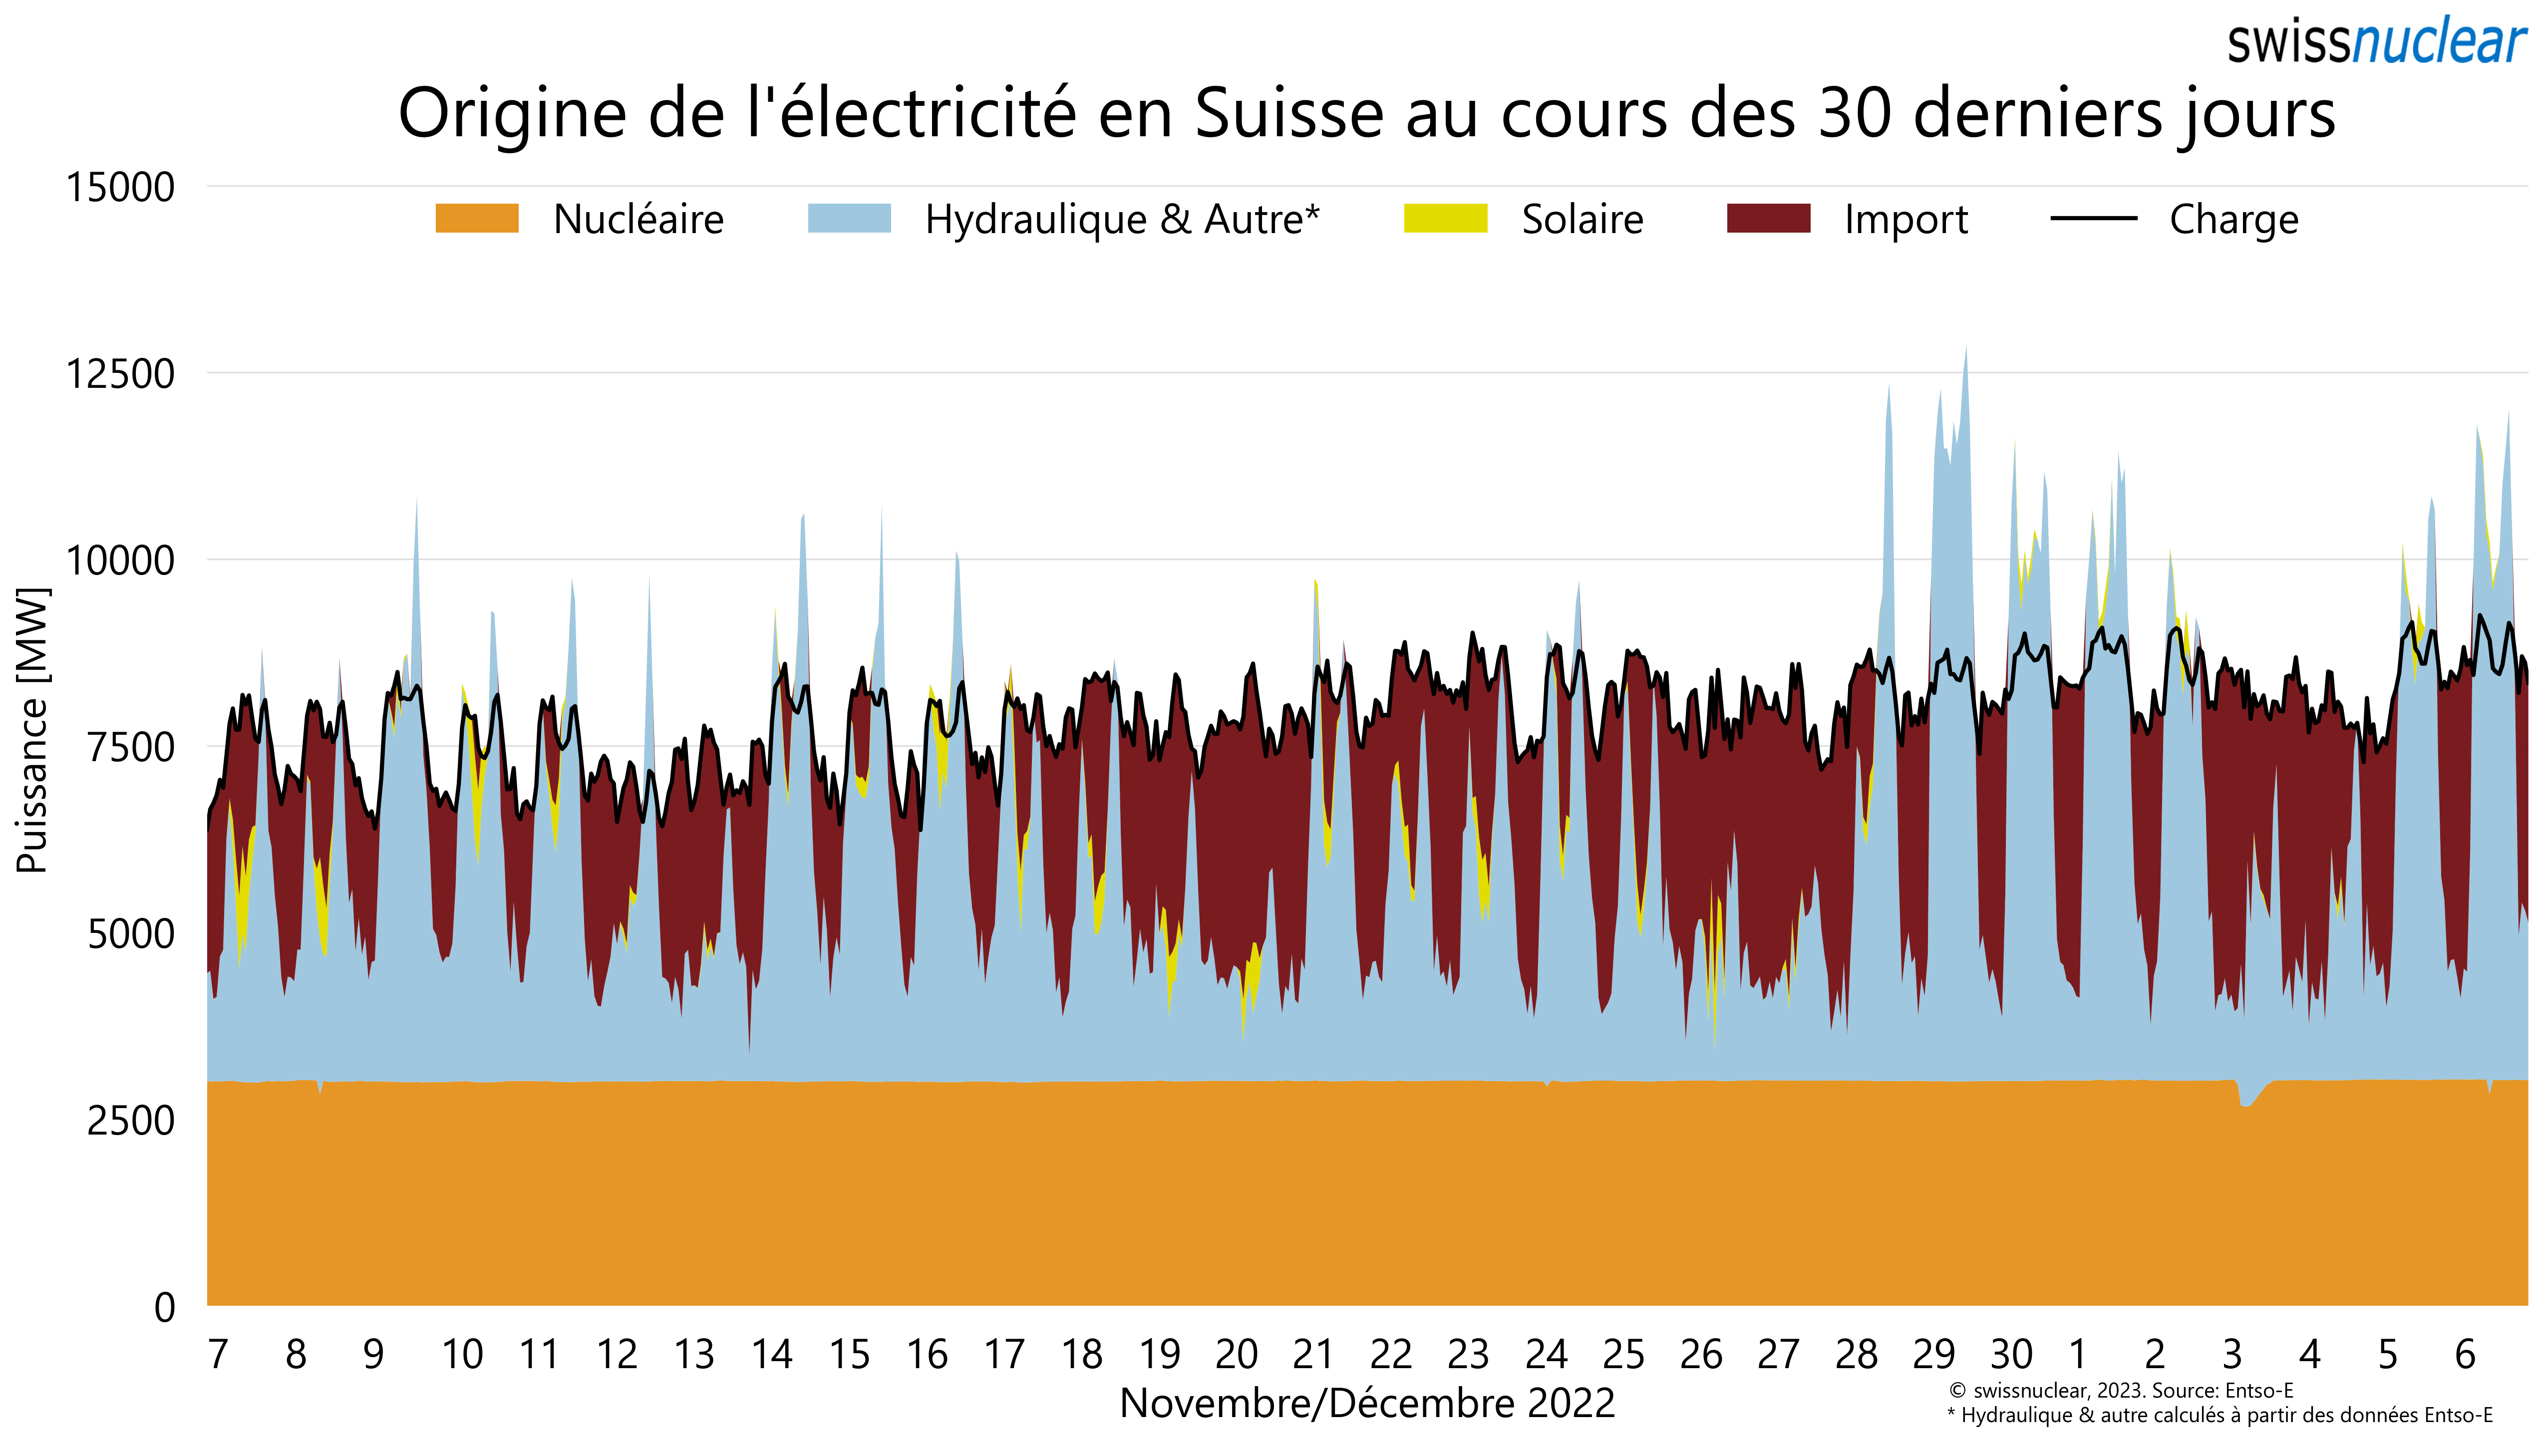 swissnuclear
Origine de l'électricité en Suisse au cours des 30 derniers jours
15000
Nucléaire Hydraulique & Autre* Solaire Import Charge
12500
10000
7500
5000
2500
0
Puissance [MW]
7 8 9 10 11 12 13 14 15 16 17 18 19 20 21 22 23 24 25 26 27 28 29 30 1 2 3 4 5 6
Novembre/Décembre 2022
© swissnuclear, 2023. Source: Entso-E
* Hydraulique & autre calculés à partir des données Entso-E